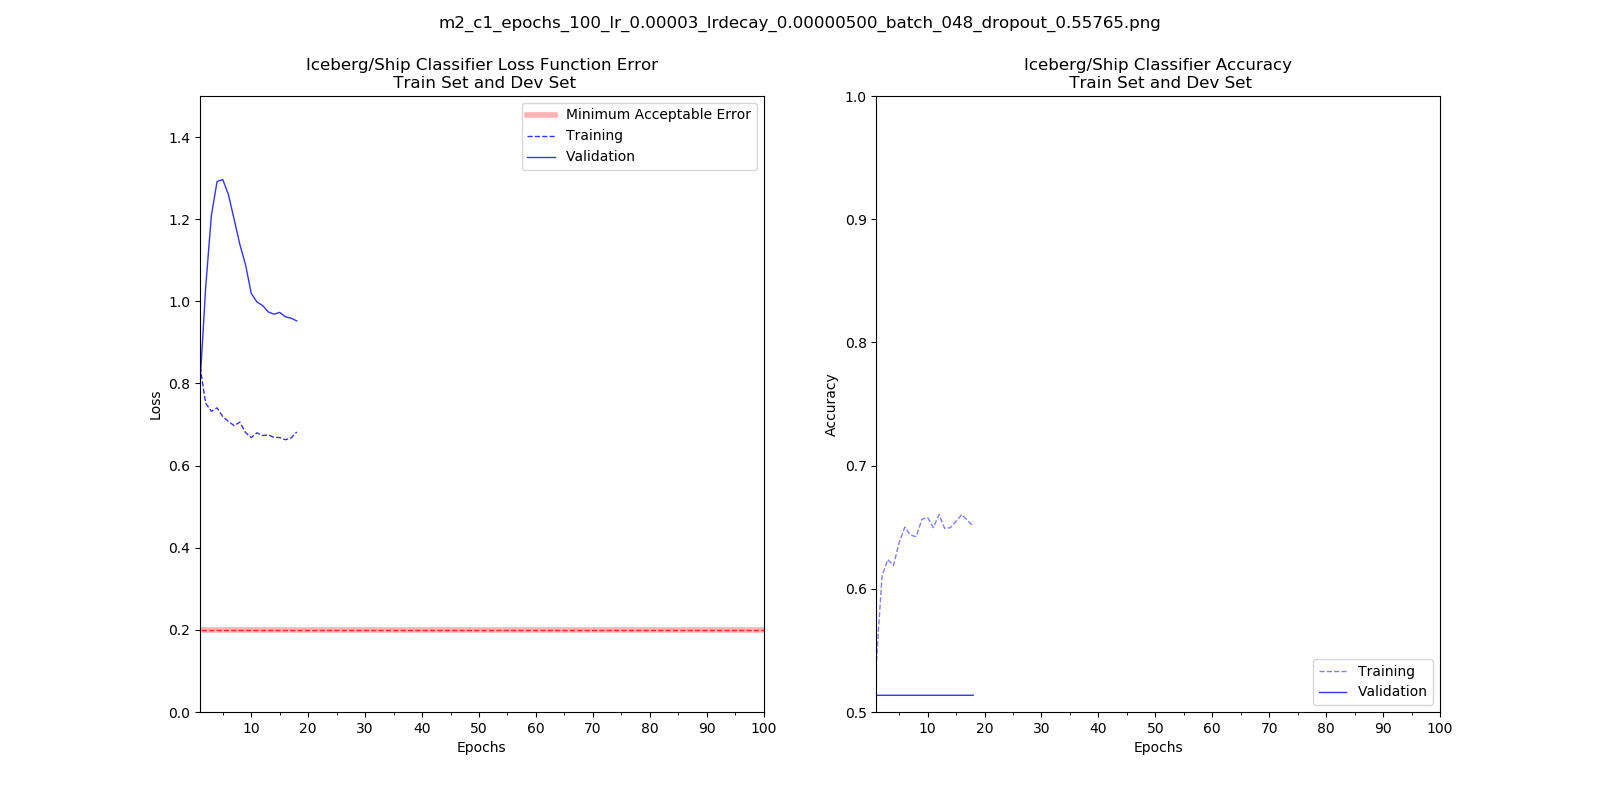 m2_c1_epochs_100_lr_0.00003_lrdecay_0.00000500_batch_048_dropout_0.55765.png
Iceberg/Ship Classifier Loss Function Error
Train Set and Dev Set
Minimum Acceptable Error
Training
Validation
1.4
1.2
1.0
0.8
0.6
0.4
0.2
0.0
Loss
10 20 30 40 50 60 70 80 90 100
Epochs
Iceberg/Ship Classifier Accuracy
Train Set and Dev Set
1.0
0.9
0.8
0.7
0.6
0.5
Accuracy
Training
Validation
10 20 30 40 50 60 70 80 90 100
Epochs